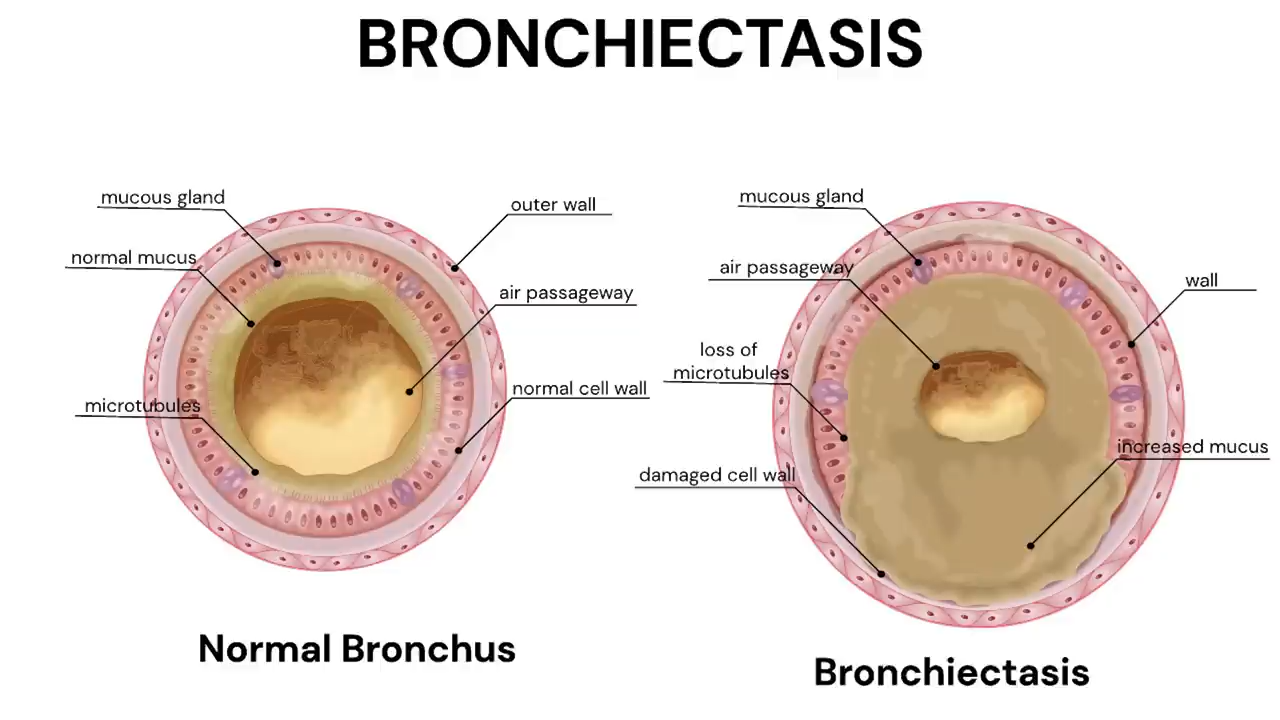 BRONCHIECTASIS
mucous gland
normal mucus
microtubules
outer wall
air passageway
normal cell wall
Normal Bronchus
mucous gland
air passageway
loss of
microtubules
damaged cell wall
wall
increased mucus
Bronchiectasis